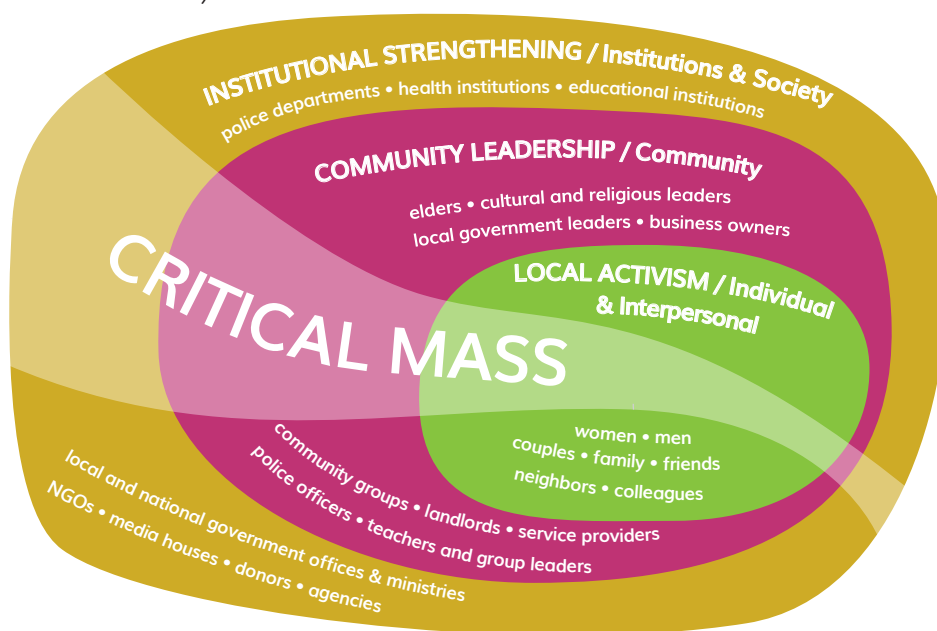 INSTITUTIONAL STRENGTHENING / Institutions & Society
police departments • health institutions • educational institutions
COMMUNITY LEADERSHIP / Community
elders • cultural and religious leaders
local government leaders • business owners
LOCAL ACTIVISM / Individual
& Interpersonal
CRITICAL MASS
women • men
couples • family • friends
neighbors • colleagues
community groups • landlords • service providers
police officers • teachers and group leaders
local and national government offices & ministries
NGOs • media houses • donors • agencies